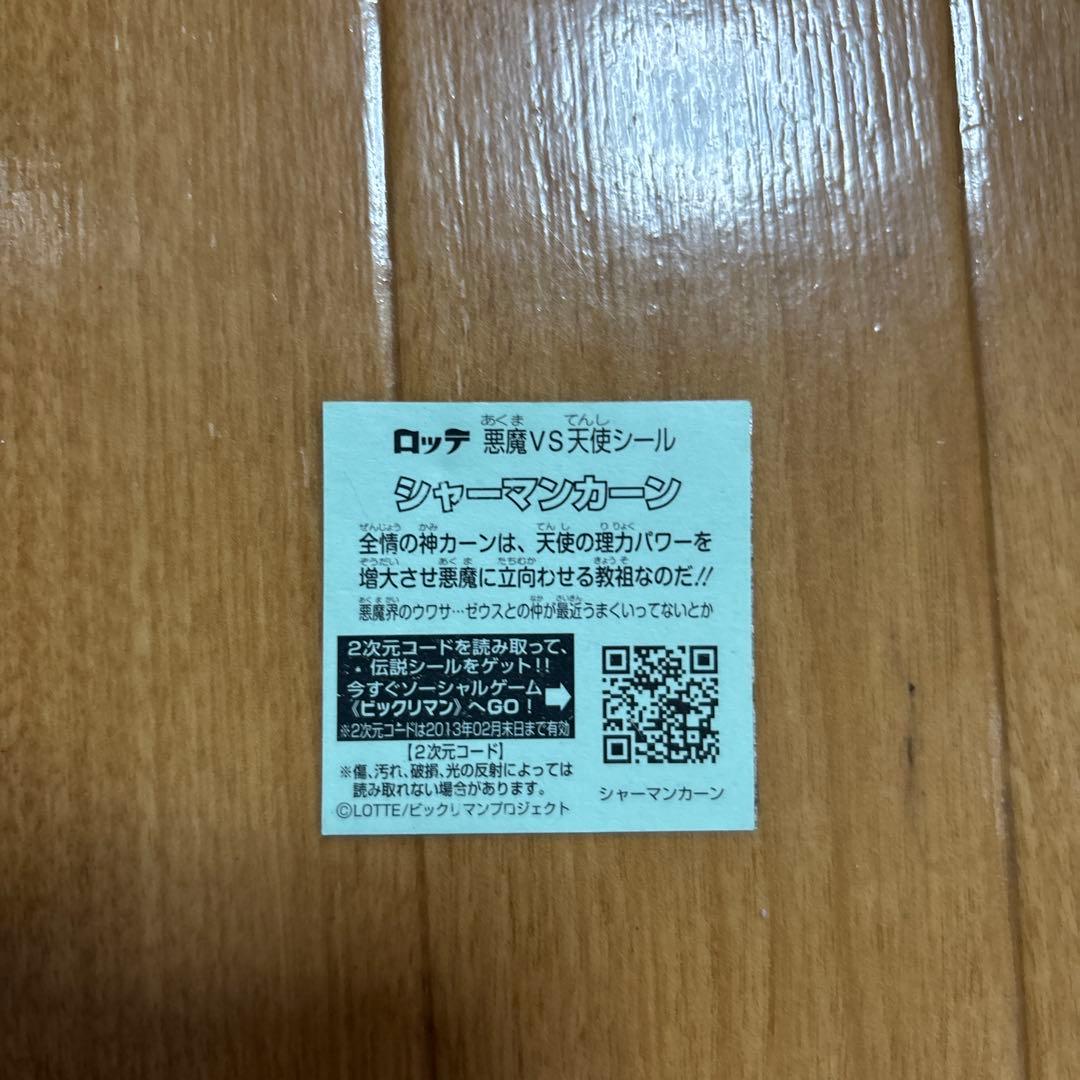 ロッテ 悪魔VS天使シール
シャーマンカーン
全情の神カーンは、天使の理力パワーを
増大させ悪魔に立向わせる教祖なのだ!!
悪魔界のウワサ…ゼウスとの仲が最近うまくいってないとか
2次元コードを読み取って、
伝説シールをゲット!!
今すぐソーシャルゲーム
《ビックリマン》へGO!
※2次元コードは2013年02月末日まで有効
【2次元コード】
※傷、汚れ、破損、光の反射によっては
読み取れない場合があります。
©LOTTE/ビックリマンプロジェクト
シャーマンカーン